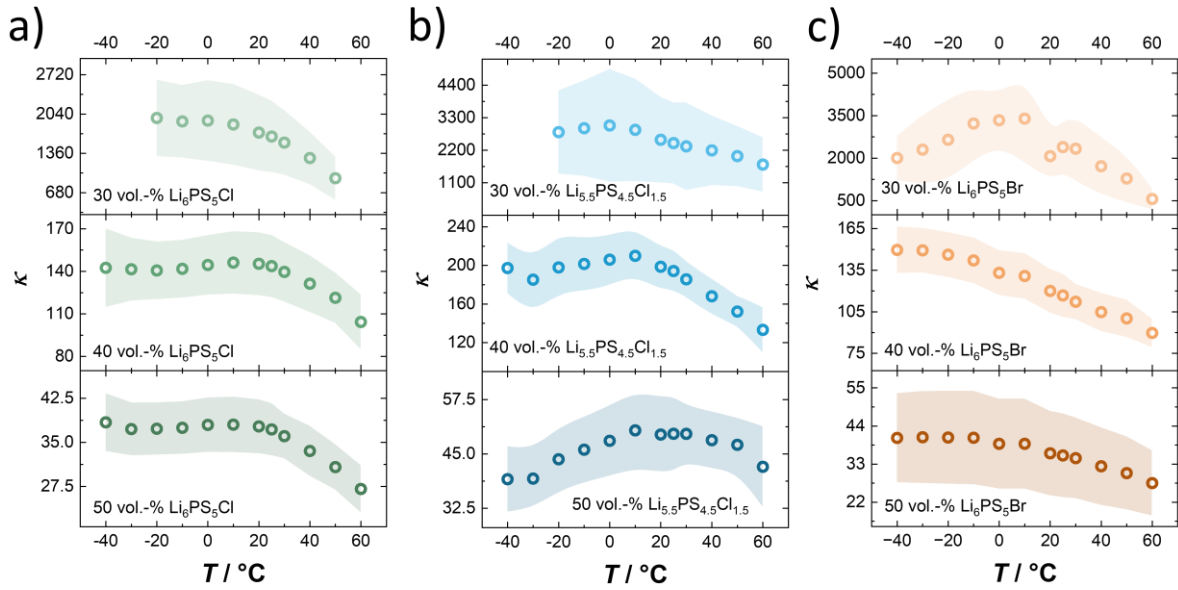 a)
-40 -20 0 20 40 60
2720
2040
1360
680
30 vol.-% Li₆PS₅Cl
170
140
110
80
40 vol.-% Li₆PS₅Cl
42.5
35.0
27.5
50 vol.-% Li₆PS₅Cl
κ
-40 -20 0 20 40 60
T / °C
b)
-40 -20 0 20 40 60
4400
3300
2200
1100
30 vol.-% Li₅.₅PS₄.₅Cl₁.₅
240
200
160
120
40 vol.-% Li₅.₅PS₄.₅Cl₁.₅
57.5
45.0
32.5
50 vol.-% Li₅.₅PS₄.₅Cl₁.₅
κ
-40 -20 0 20 40 60
T / °C
c)
-40 -20 0 20 40 60
5000
3500
2000
500
30 vol.-% Li₆PS₅Br
165
135
105
75
40 vol.-% Li₆PS₅Br
55
44
33
22
50 vol.-% Li₆PS₅Br
κ
-40 -20 0 20 40 60
T / °C